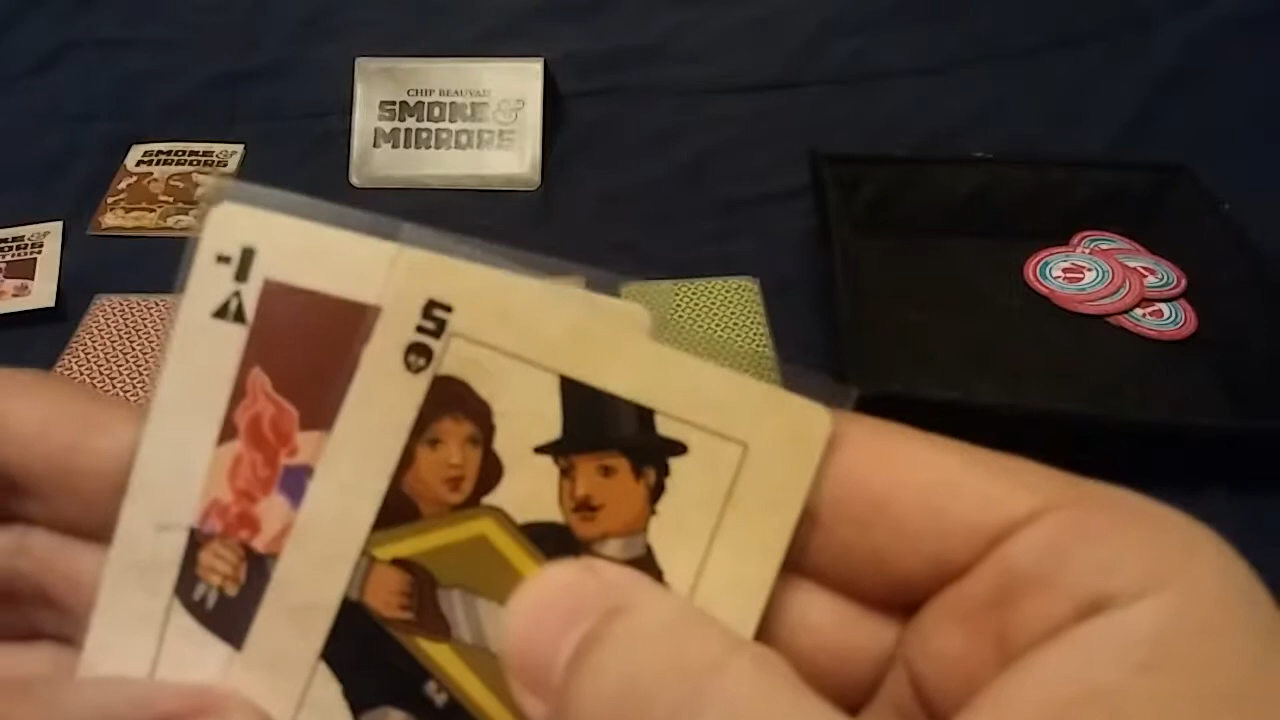 CHIP BEAUVAIS
SMOKE &
MIRRORS
SMOKE &
MIRRORS
-1
5